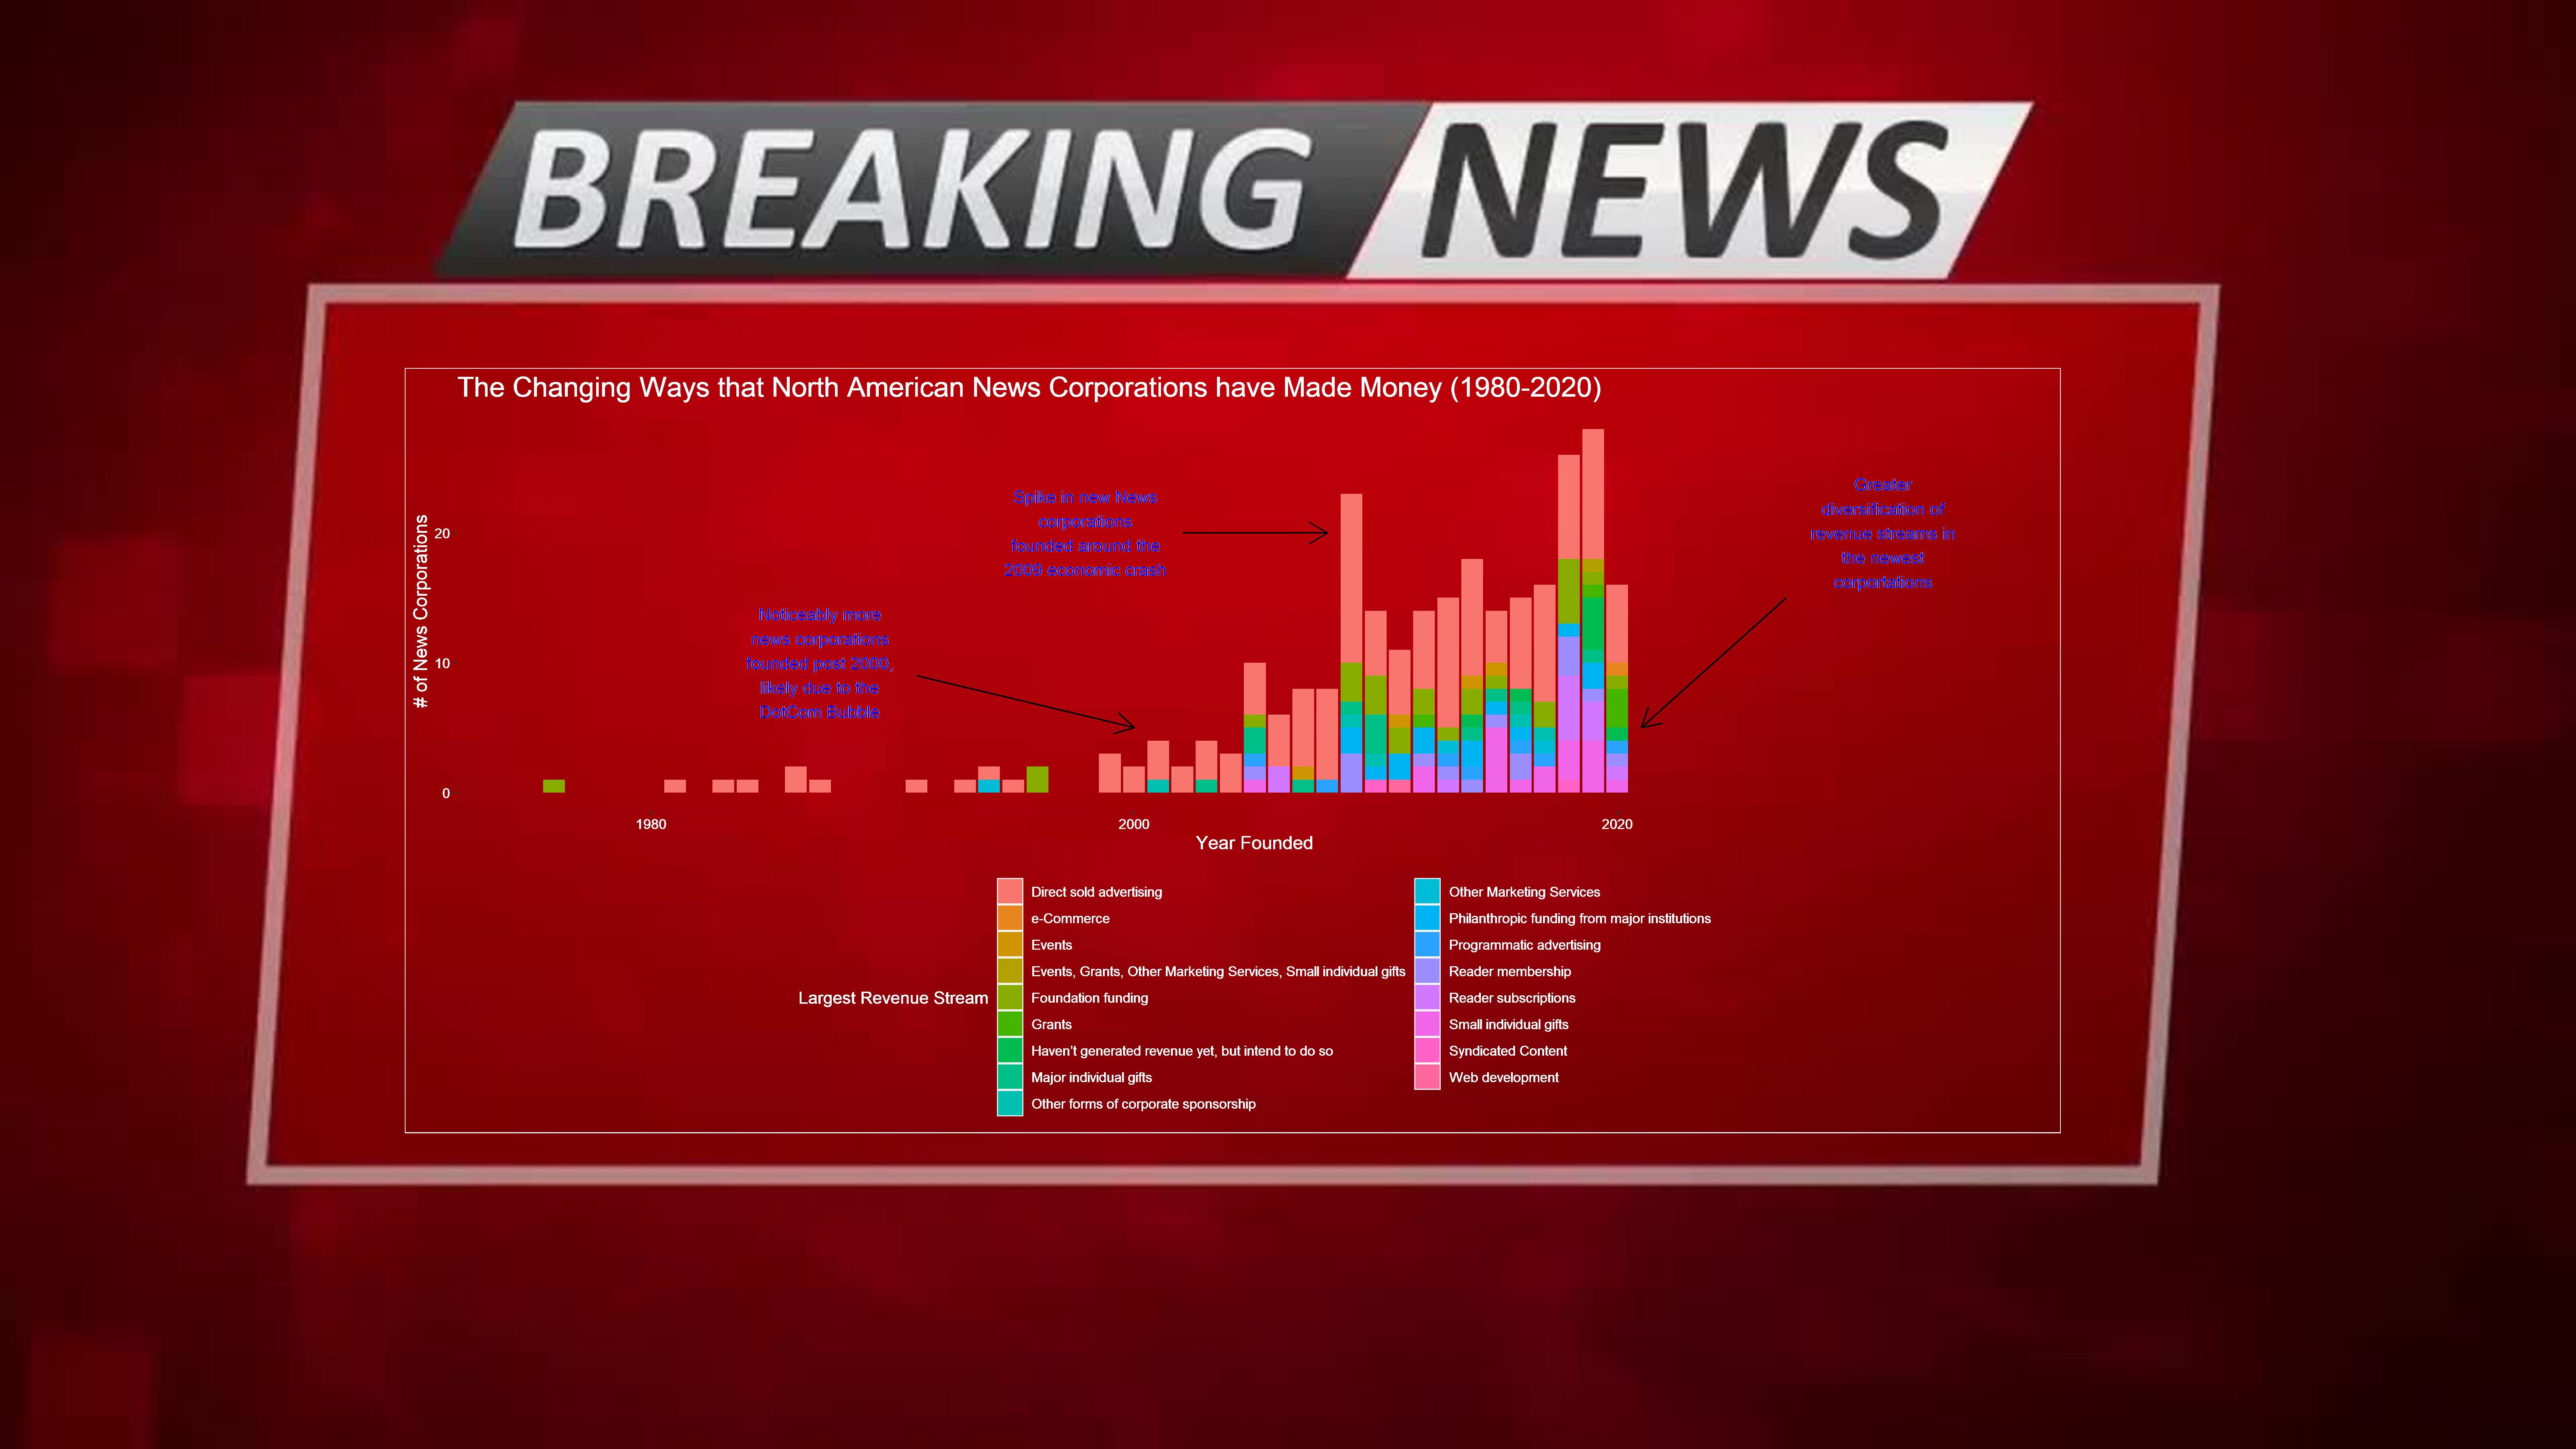 BREAKING NEWS
The Changing Ways that North American News Corporations have Made Money (1980-2020)
# of News Corporations
20
10
0
Spike in new News
corporations
founded around the
2009 economic crash
Noticeably more
news corporations
founded post 2000,
likely due to the
DotCom Bubble
Greater
diversification of
revenue streams in
the newest
corportations
1980
2000
2020
Year Founded
Largest Revenue Stream
Direct sold advertising
e-Commerce
Events
Events, Grants, Other Marketing Services, Small individual gifts
Foundation funding
Grants
Haven't generated revenue yet, but intend to do so
Major individual gifts
Other forms of corporate sponsorship
Other Marketing Services
Philanthropic funding from major institutions
Programmatic advertising
Reader membership
Reader subscriptions
Small individual gifts
Syndicated Content
Web development